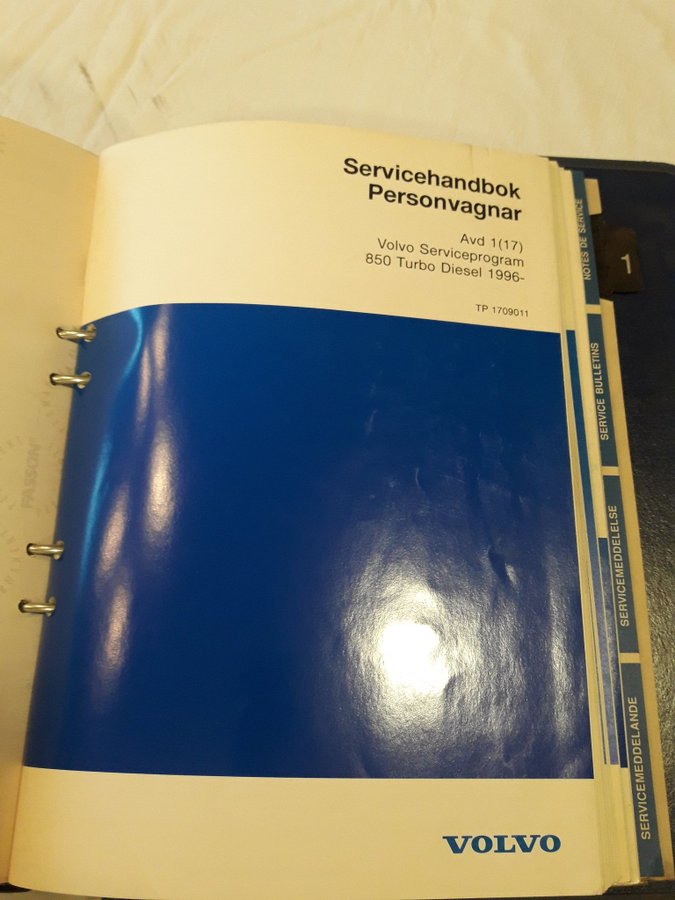 Servicehandbok
Personvagnar
Avd 1(17)
Volvo Serviceprogram
850 Turbo Diesel 1996-
TP 1709011
NOTES DE SERVICE
1
SERVICE BULLETINS
SERVICEMEDDELELSE
SERVICEMEDDELANDE
VOLVO